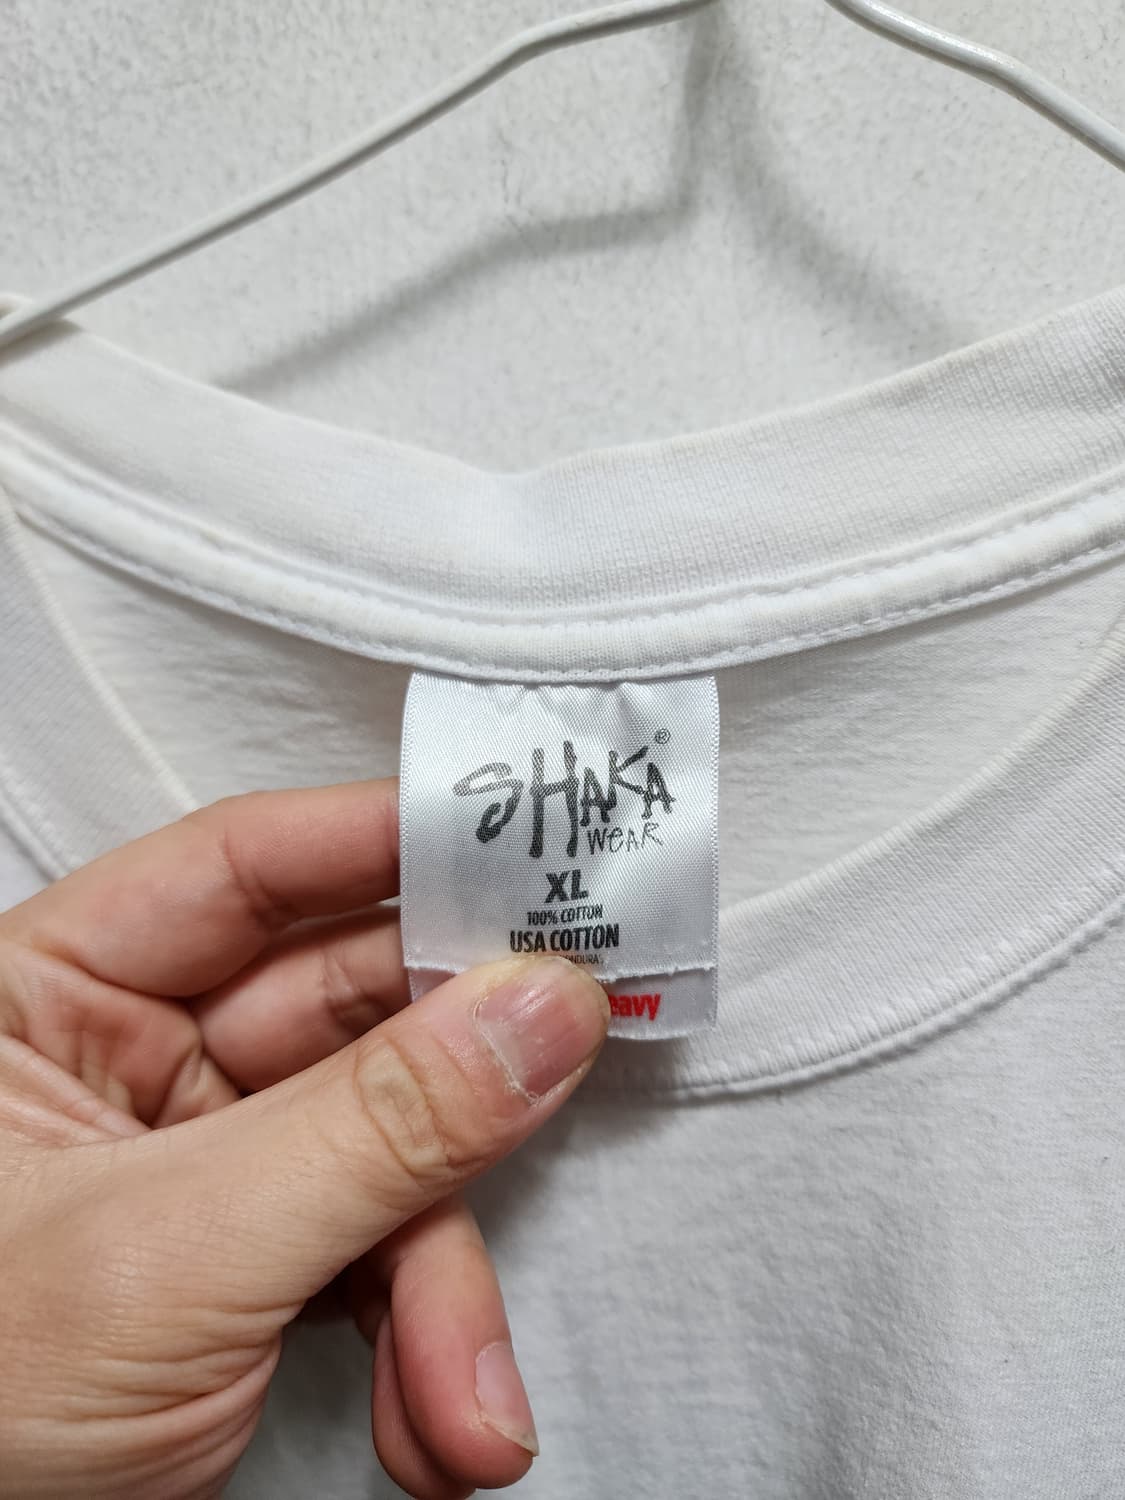 SHAKA®
WEAR
XL
100% COTTON
USA COTTON